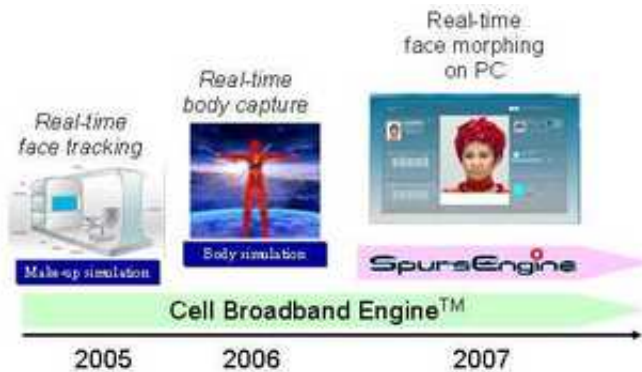 Real-time
face tracking
Make-up simulation
Real-time
body capture
Body simulation
Real-time
face morphing
on PC
SpursEngine
Cell Broadband Engine™
2005
2006
2007